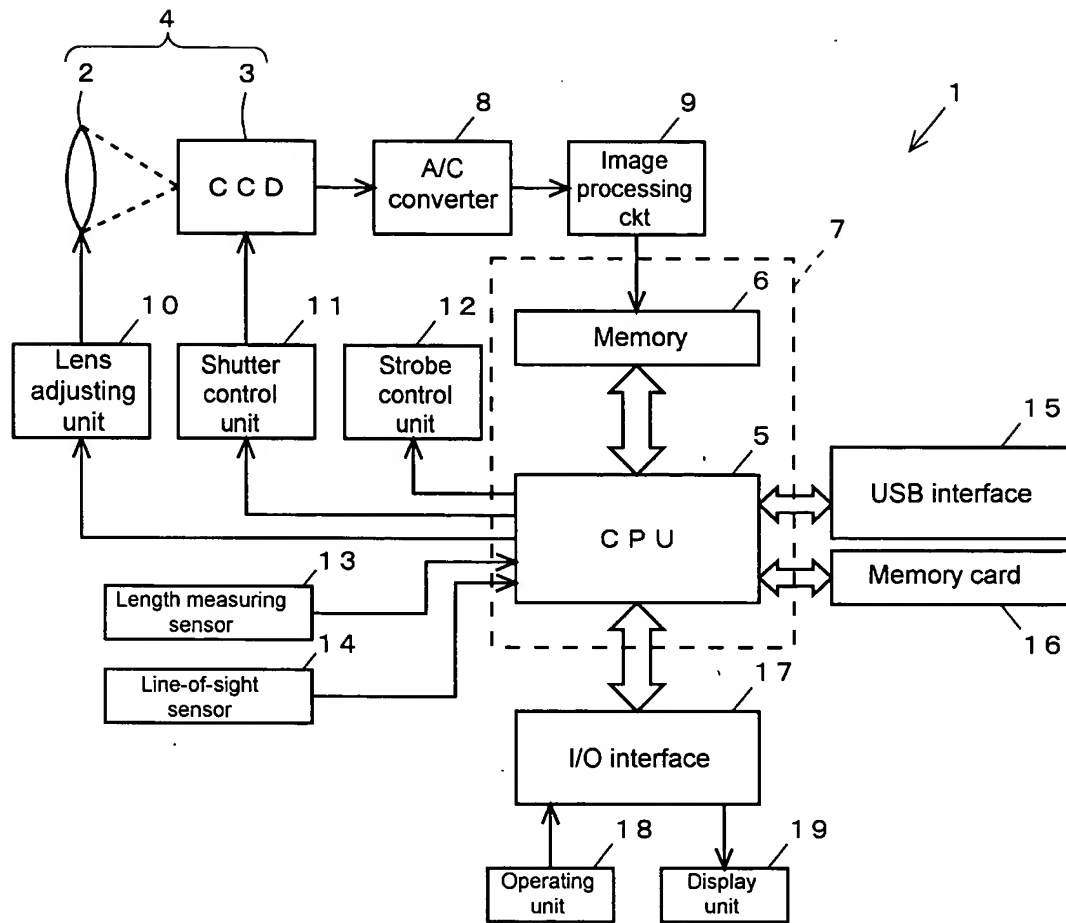 4
2
3
8
9
1
CCD
A/C
converter
Image
processing
ckt
7
6
Memory
10
11
12
Lens
adjusting
unit
Shutter
control
unit
Strobe
control
unit
5
CPU
15
USB interface
Memory card
16
13
Length measuring
sensor
14
Line-of-sight
sensor
17
I/O interface
18
19
Operating
unit
Display
unit